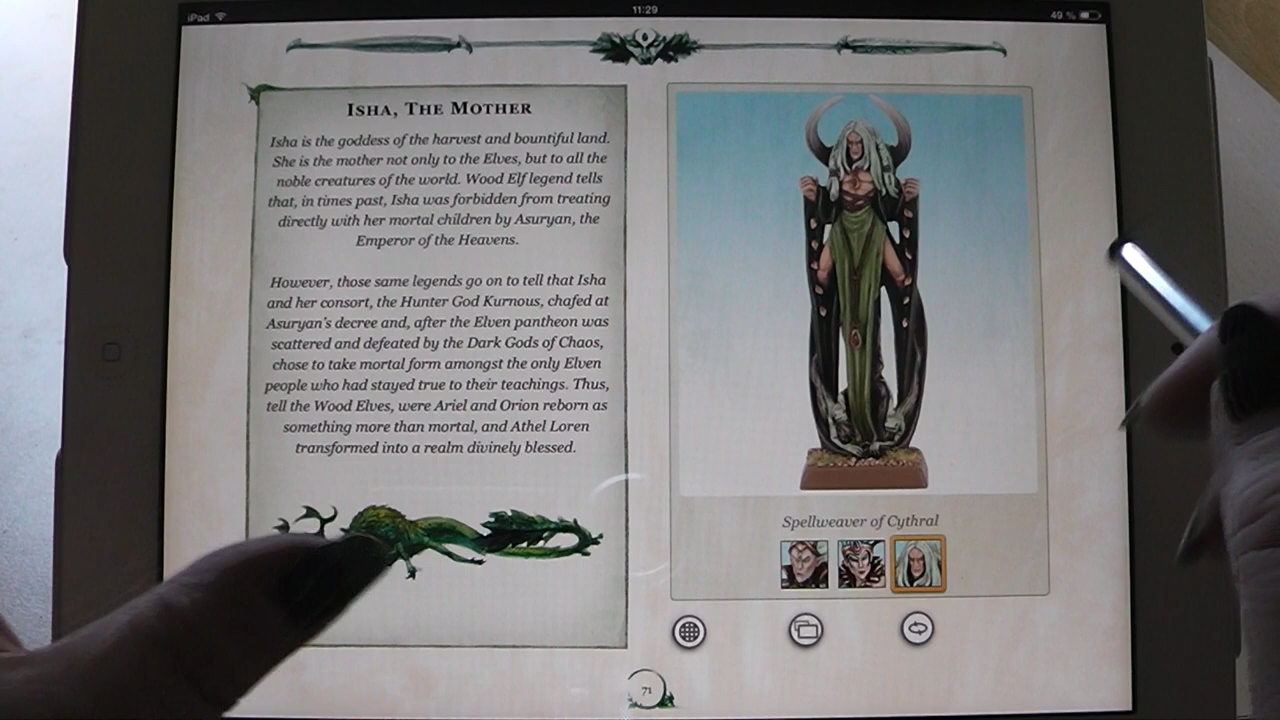 iPad
11:29
49 %
ISHA, THE MOTHER
Isha is the goddess of the harvest and bountiful land.
She is the mother not only to the Elves, but to all the
noble creatures of the world. Wood Elf legend tells
that, in times past, Isha was forbidden from treating
directly with her mortal children by Asuryan, the
Emperor of the Heavens.
However, those same legends go on to tell that Isha
and her consort, the Hunter God Kurnous, chafed at
Asuryan's decree and, after the Elven pantheon was
scattered and defeated by the Dark Gods of Chaos,
chose to take mortal form amongst the only Elven
people who had stayed true to their teachings. Thus,
tell the Wood Elves, were Ariel and Orion reborn as
something more than mortal, and Athel Loren
transformed into a realm divinely blessed.
Spellweaver of Cythral
71